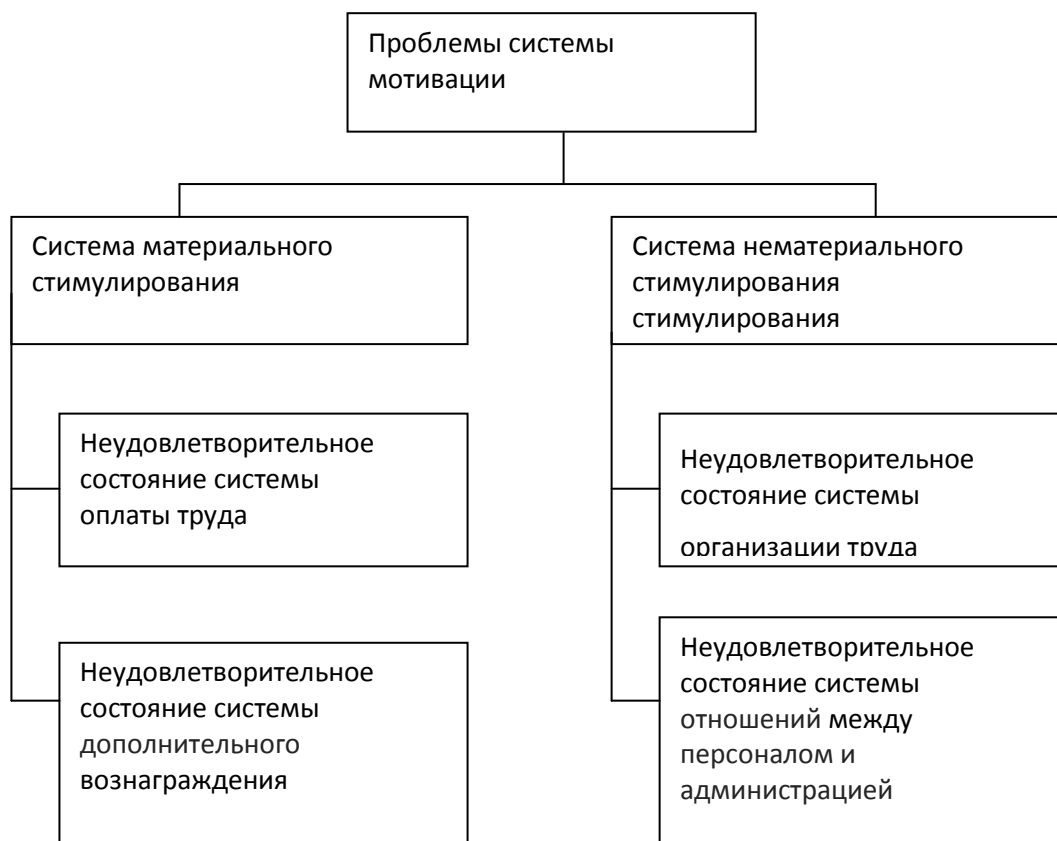 Проблемы системы
мотивации
Система материального
стимулирования
Система нематериального
стимулирования
стимулирования
Неудовлетворительное
состояние системы
оплаты труда
Неудовлетворительное
состояние системы
организации труда
Неудовлетворительное
состояние системы
дополнительного
вознаграждения
Неудовлетворительное
состояние системы
отношений между
персоналом и
администрацией